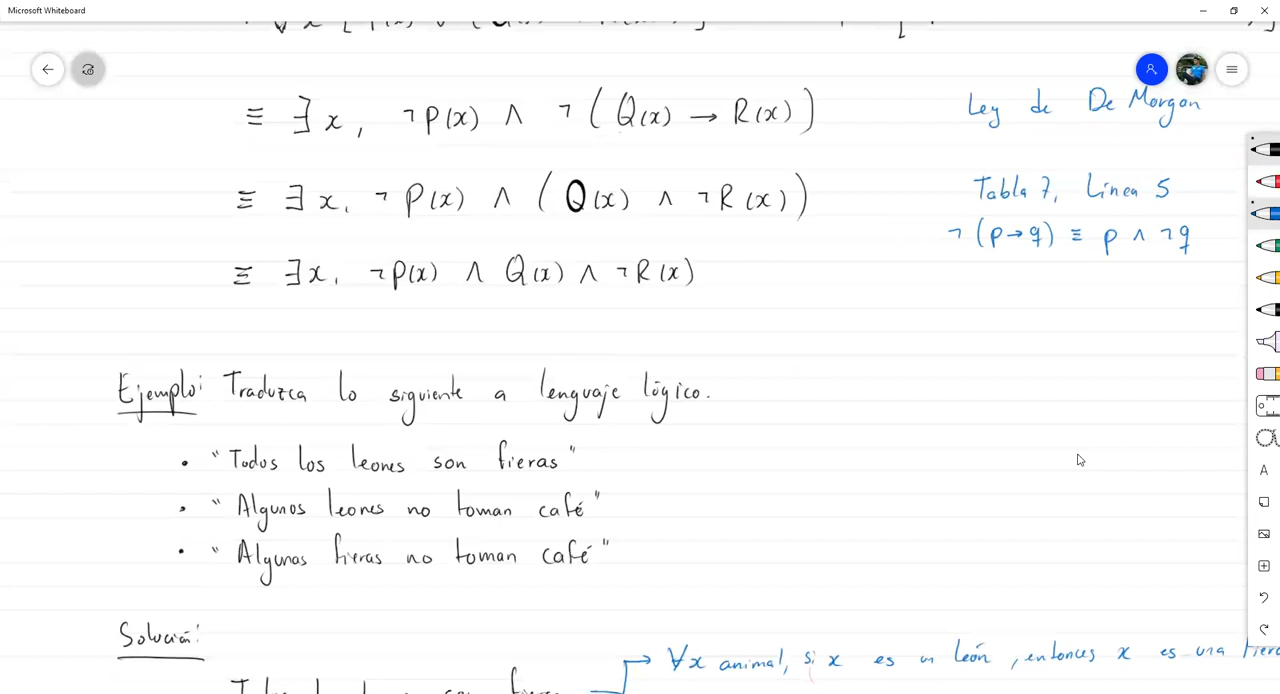 Microsoft Whiteboard
≡ ∃x, ¬P(x) ∧ ¬(Q(x) → R(x)) Ley de De Morgan
≡ ∃x, ¬P(x) ∧ (Q(x) ∧ ¬R(x)) Tabla 7, Línea 5
¬(p→q) ≡ p ∧ ¬q
≡ ∃x, ¬P(x) ∧ Q(x) ∧ ¬R(x)
Ejemplo: Traduzca lo siguiente a lenguaje lógico.
• "Todos los leones son fieras"
• "Algunos leones no toman café"
• "Algunas fieras no toman café"
Solución:
∀x animal, si x es un león, entonces x es una fiera